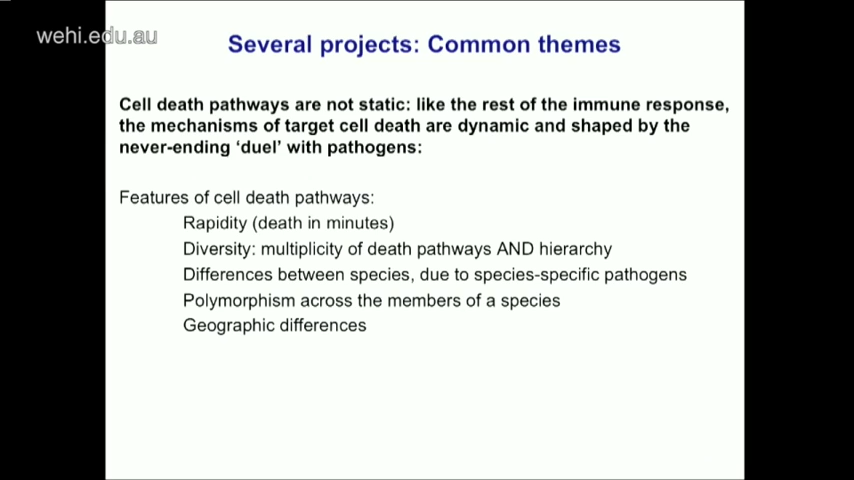 wehi.edu.au
Several projects: Common themes
Cell death pathways are not static: like the rest of the immune response,
the mechanisms of target cell death are dynamic and shaped by the
never-ending ‘duel’ with pathogens:
Features of cell death pathways:
Rapidity (death in minutes)
Diversity: multiplicity of death pathways AND hierarchy
Differences between species, due to species-specific pathogens
Polymorphism across the members of a species
Geographic differences